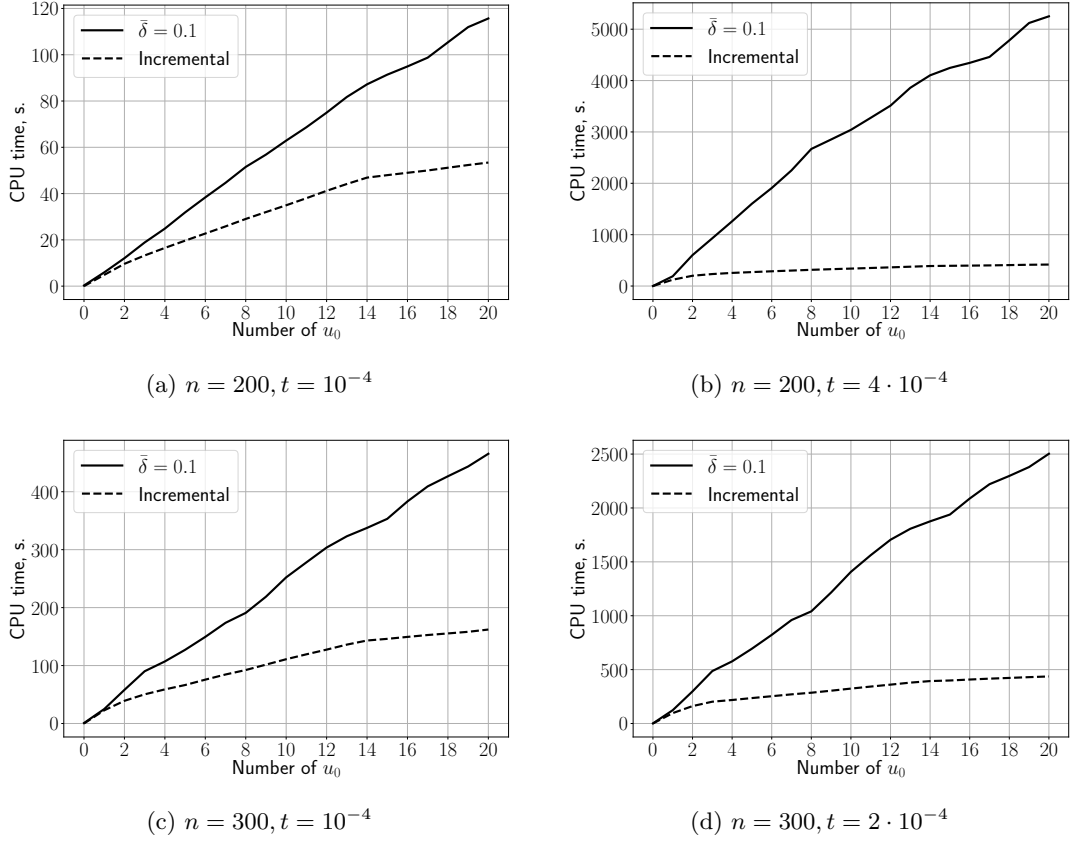 120
100
80
60
40
20
0
CPU time, s.
δ̄ = 0.1
Incremental
0 2 4 6 8 10 12 14 16 18 20
Number of u₀
(a) n = 200, t = 10⁻⁴
5000
4000
3000
2000
1000
0
CPU time, s.
δ̄ = 0.1
Incremental
0 2 4 6 8 10 12 14 16 18 20
Number of u₀
(b) n = 200, t = 4 · 10⁻⁴
400
300
200
100
0
CPU time, s.
δ̄ = 0.1
Incremental
0 2 4 6 8 10 12 14 16 18 20
Number of u₀
(c) n = 300, t = 10⁻⁴
2500
2000
1500
1000
500
0
CPU time, s.
δ̄ = 0.1
Incremental
0 2 4 6 8 10 12 14 16 18 20
Number of u₀
(d) n = 300, t = 2 · 10⁻⁴